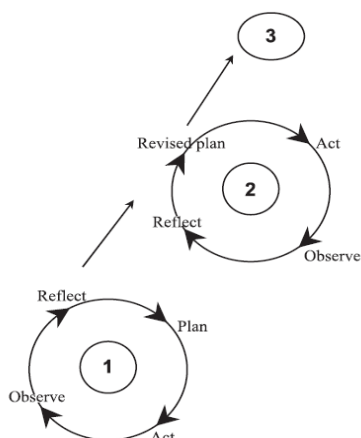 3
Revised plan
Act
2
Reflect
Observe
Reflect
Plan
1
Observe
Act